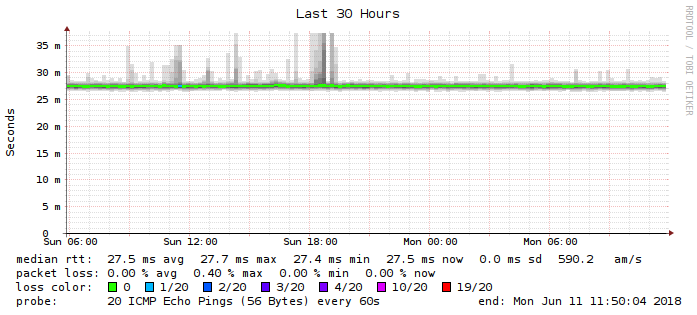 Last 30 Hours
RRDTOOL / TOBI OETIKER
Seconds
35 m
30 m
25 m
20 m
15 m
10 m
5 m
0
Sun 06:00 Sun 12:00 Sun 18:00 Mon 00:00 Mon 06:00
median rtt: 27.5 ms avg 27.7 ms max 27.4 ms min 27.5 ms now 0.0 ms sd 590.2 am/s
packet loss: 0.00 % avg 0.40 % max 0.00 % min 0.00 % now
loss color: 0 1/20 2/20 3/20 4/20 10/20 19/20
probe: 20 ICMP Echo Pings (56 Bytes) every 60s end: Mon Jun 11 11:50:04 2018